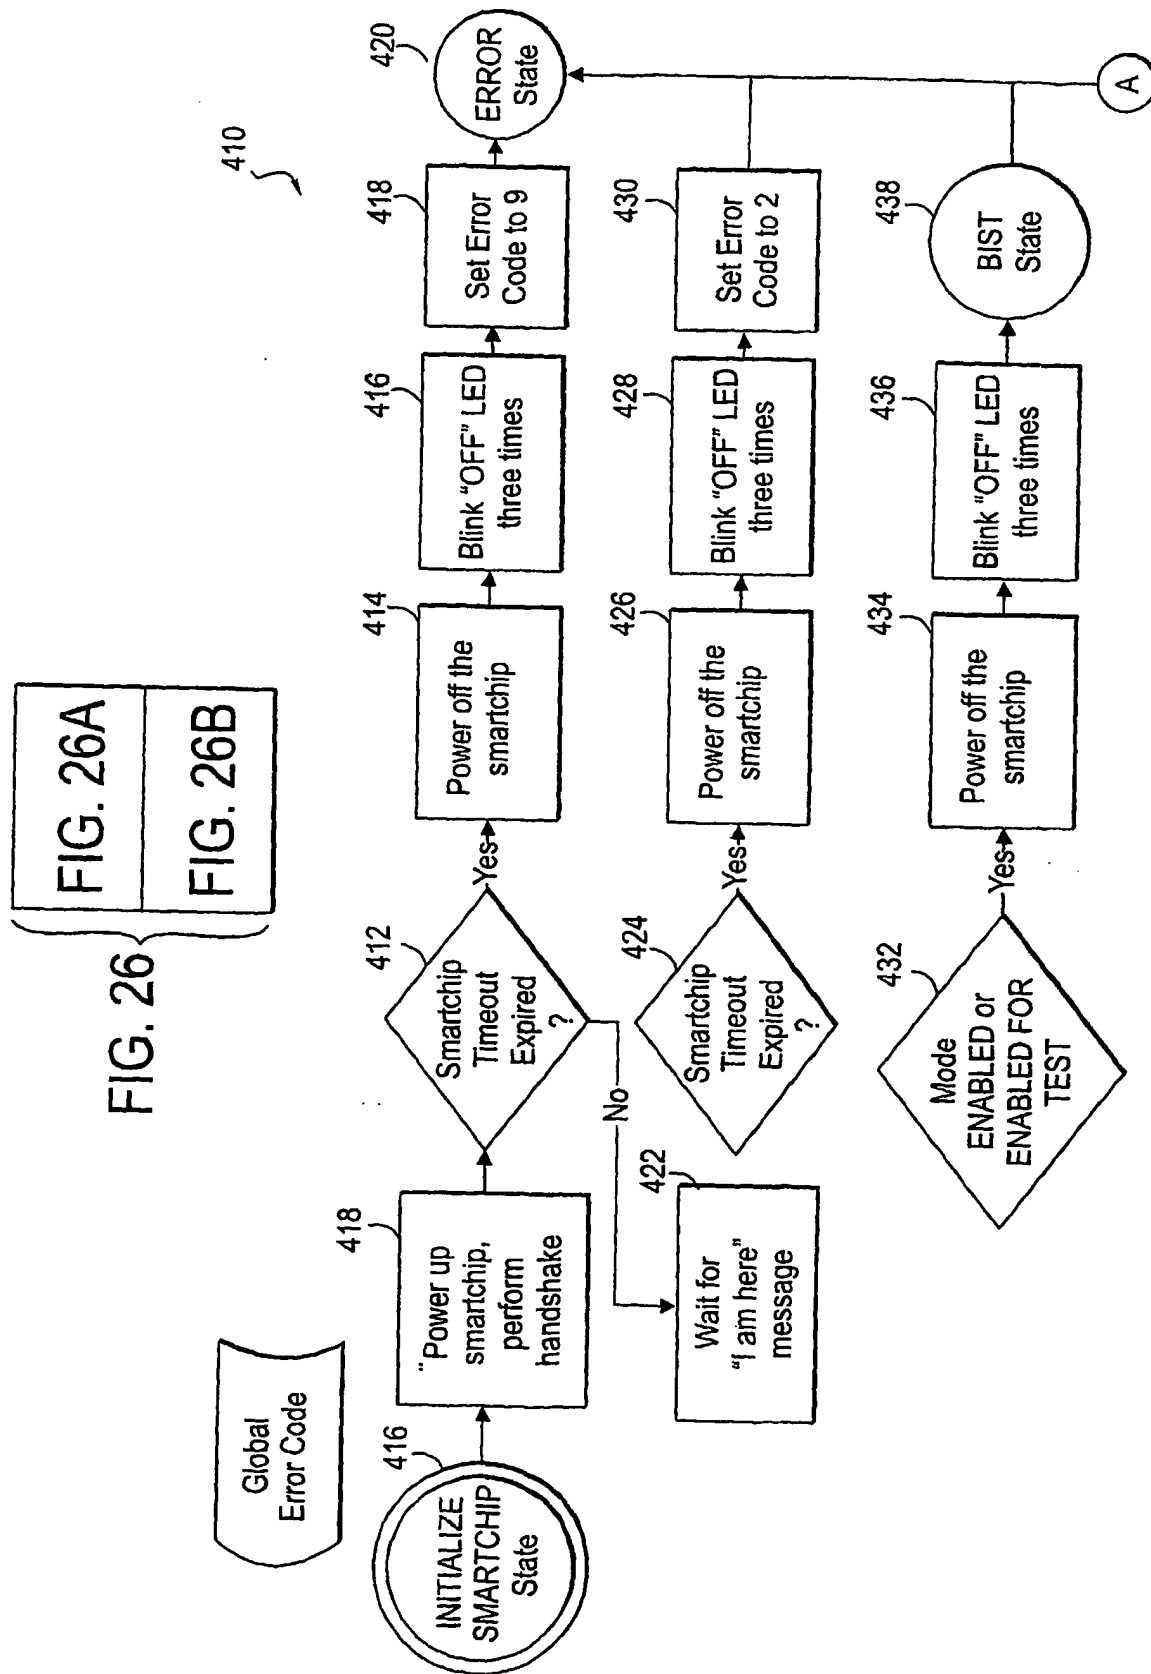 FIG. 26
FIG. 26A
FIG. 26B
410
Global
Error Code
416
INITIALIZE
SMARTCHIP
State
418
"Power up
smartchip,
perform
handshake
412
Smartchip
Timeout
Expired
?
Yes
No
414
Power off the
smartchip
416
Blink "OFF" LED
three times
418
Set Error
Code to 9
420
ERROR
State
422
Wait for
"I am here"
message
424
Smartchip
Timeout
Expired
?
Yes
426
Power off the
smartchip
428
Blink "OFF" LED
three times
430
Set Error
Code to 2
432
Mode
ENABLED or
ENABLED FOR
TEST
Yes
434
Power off the
smartchip
436
Blink "OFF" LED
three times
438
BIST
State
A